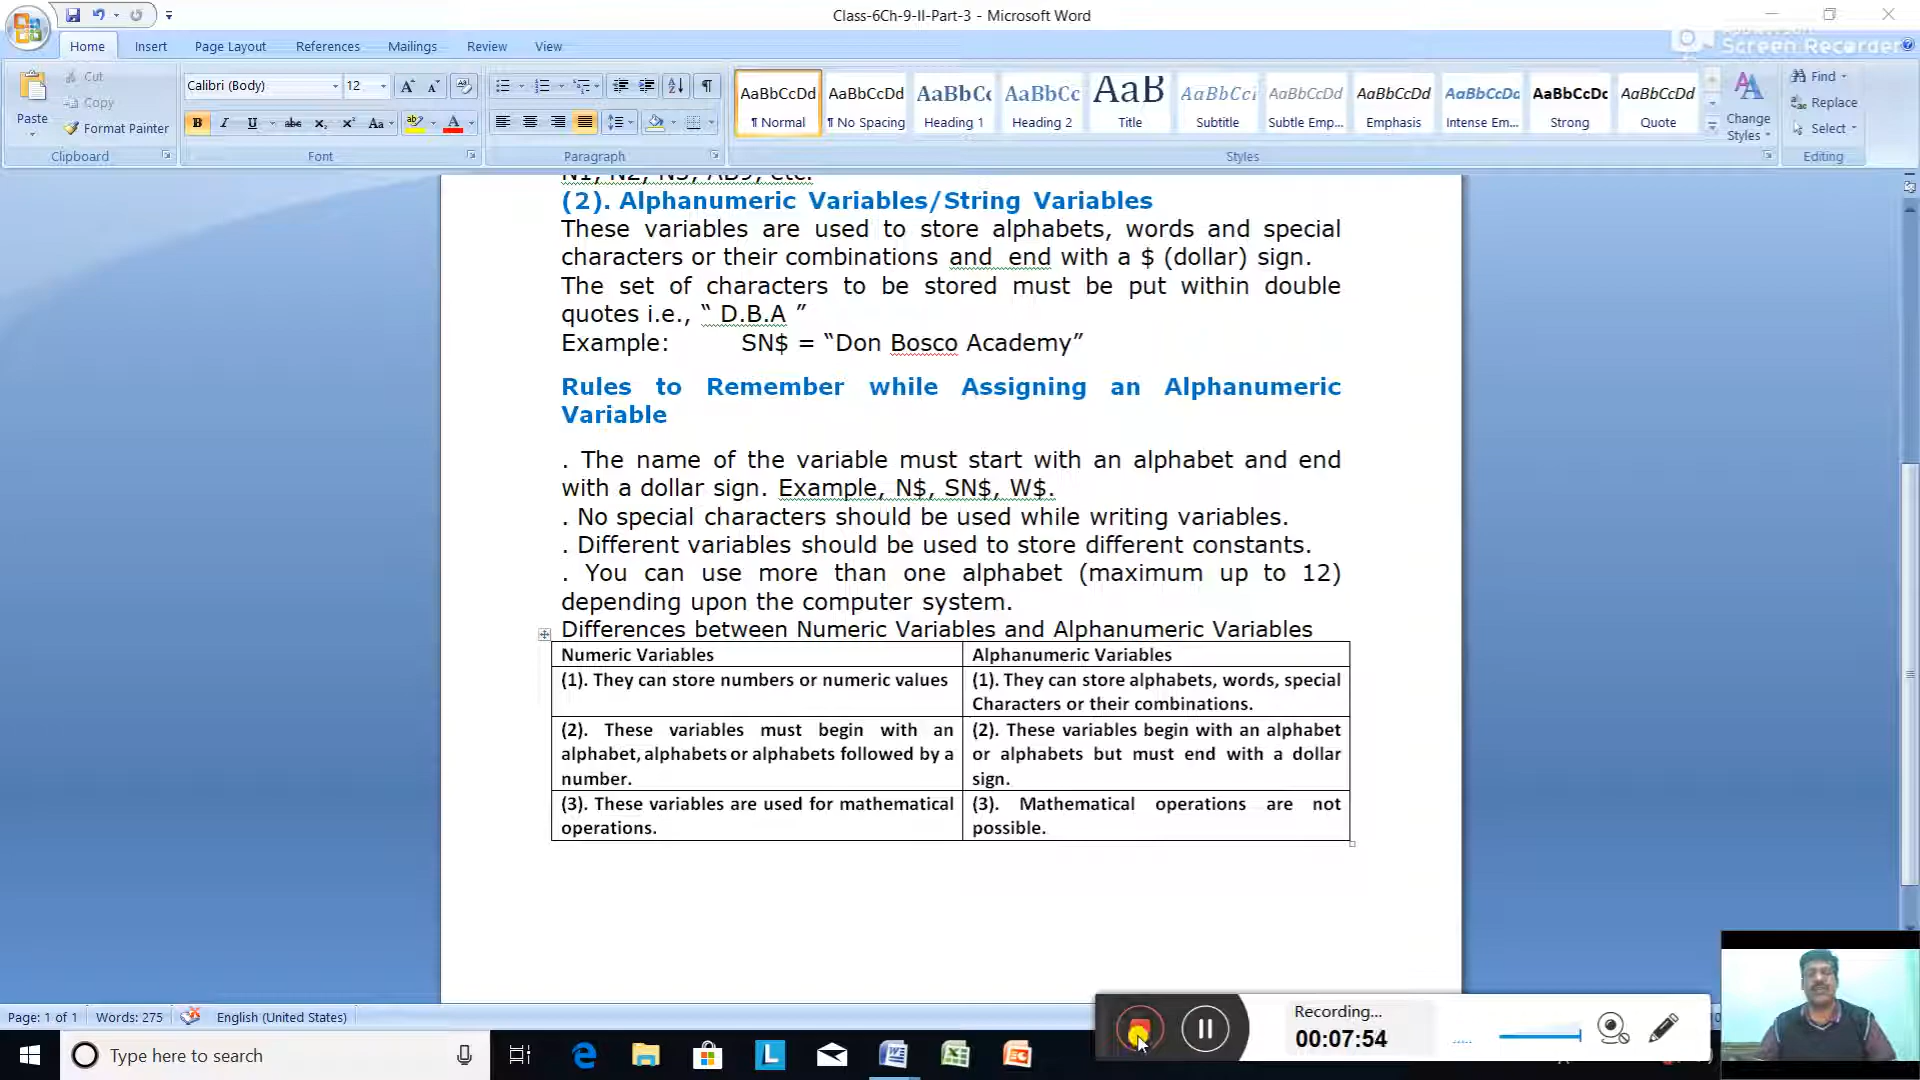 Class-6Ch-9-II-Part-3 - Microsoft Word
Home Insert Page Layout References Mailings Review View
Screen Recorder
Cut
Copy
Paste
Format Painter
Clipboard
Calibri (Body) 12
Font
Paragraph
AaBbCcDd AaBbCcDd AaBbCc AaBbCc AaB AaBbCcI AaBbCcDd AaBbCcDd AaBbCcDd AaBbCcDc AaBbCcDd
¶ Normal ¶ No Spacing Heading 1 Heading 2 Title Subtitle Subtle Emp... Emphasis Intense Em... Strong Quote
Change Styles
Styles
Find
Replace
Select
Editing
N1, N2, N3, AB9, etc.
(2). Alphanumeric Variables/String Variables
These variables are used to store alphabets, words and special
characters or their combinations and end with a $ (dollar) sign.
The set of characters to be stored must be put within double
quotes i.e., “ D.B.A ”
Example: SN$ = “Don Bosco Academy”
Rules to Remember while Assigning an Alphanumeric
Variable
. The name of the variable must start with an alphabet and end
with a dollar sign. Example, N$, SN$, W$.
. No special characters should be used while writing variables.
. Different variables should be used to store different constants.
. You can use more than one alphabet (maximum up to 12)
depending upon the computer system.
Differences between Numeric Variables and Alphanumeric Variables
Numeric Variables
Alphanumeric Variables
(1). They can store numbers or numeric values
(1). They can store alphabets, words, special
Characters or their combinations.
(2). These variables must begin with an
alphabet, alphabets or alphabets followed by a
number.
(2). These variables begin with an alphabet
or alphabets but must end with a dollar
sign.
(3). These variables are used for mathematical
operations.
(3). Mathematical operations are not
possible.
Page: 1 of 1 Words: 275 English (United States)
Recording...
00:07:54
Type here to search